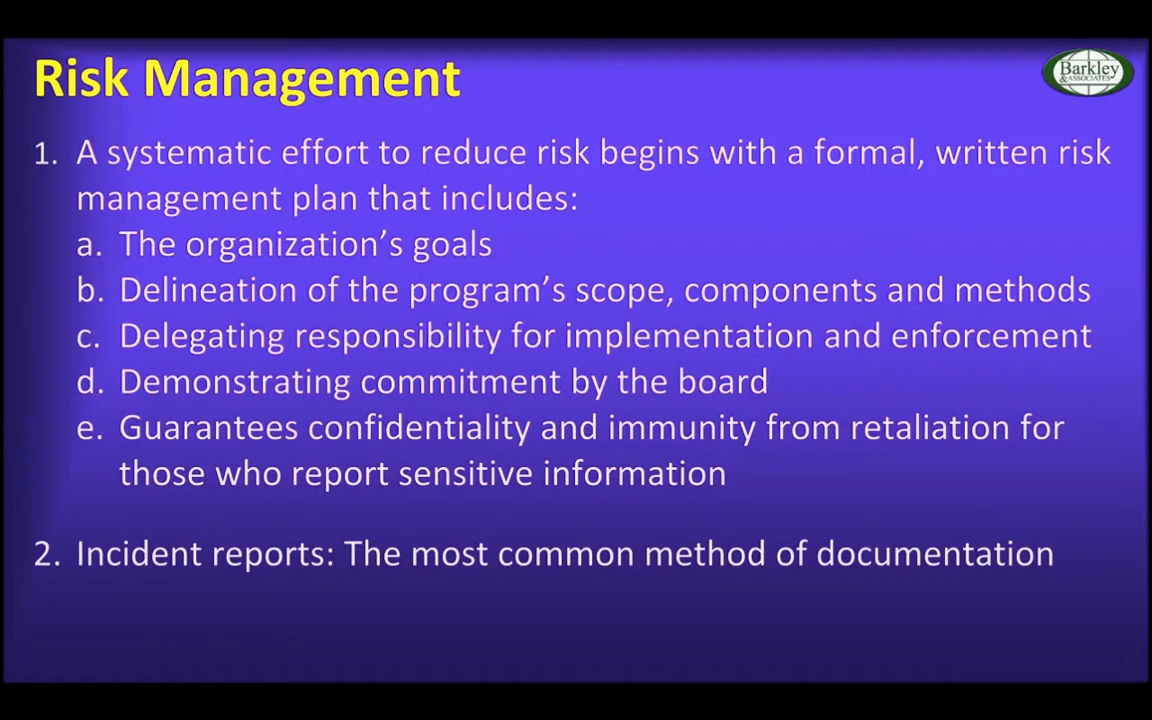 Risk Management
Barkley
& ASSOCIATES
1. A systematic effort to reduce risk begins with a formal, written risk
management plan that includes:
a. The organization’s goals
b. Delineation of the program’s scope, components and methods
c. Delegating responsibility for implementation and enforcement
d. Demonstrating commitment by the board
e. Guarantees confidentiality and immunity from retaliation for
those who report sensitive information
2. Incident reports: The most common method of documentation